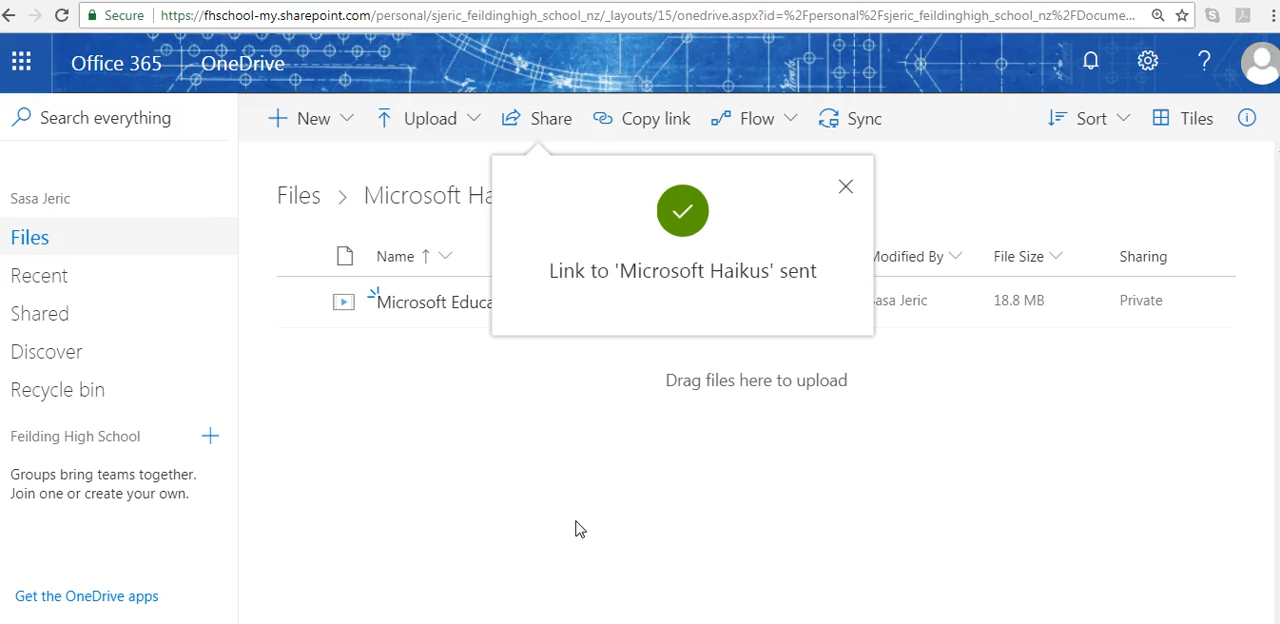 Secure https://fhschool-my.sharepoint.com/personal/sjeric_feildinghigh_school_nz/_layouts/15/onedrive.aspx?id=%2Fpersonal%2Fsjeric_feildinghigh_school_nz%2FDocume...
Office 365 OneDrive ?
Search everything New Upload Share Copy link Flow Sync Sort Tiles
Sasa Jeric
Files
Recent
Shared
Discover
Recycle bin
Feilding High School
Groups bring teams together.
Join one or create your own.
Get the OneDrive apps
Files > Microsoft Ha
Link to 'Microsoft Haikus' sent
Name Modified By File Size Sharing
Microsoft Educa Sasa Jeric 18.8 MB Private
Drag files here to upload